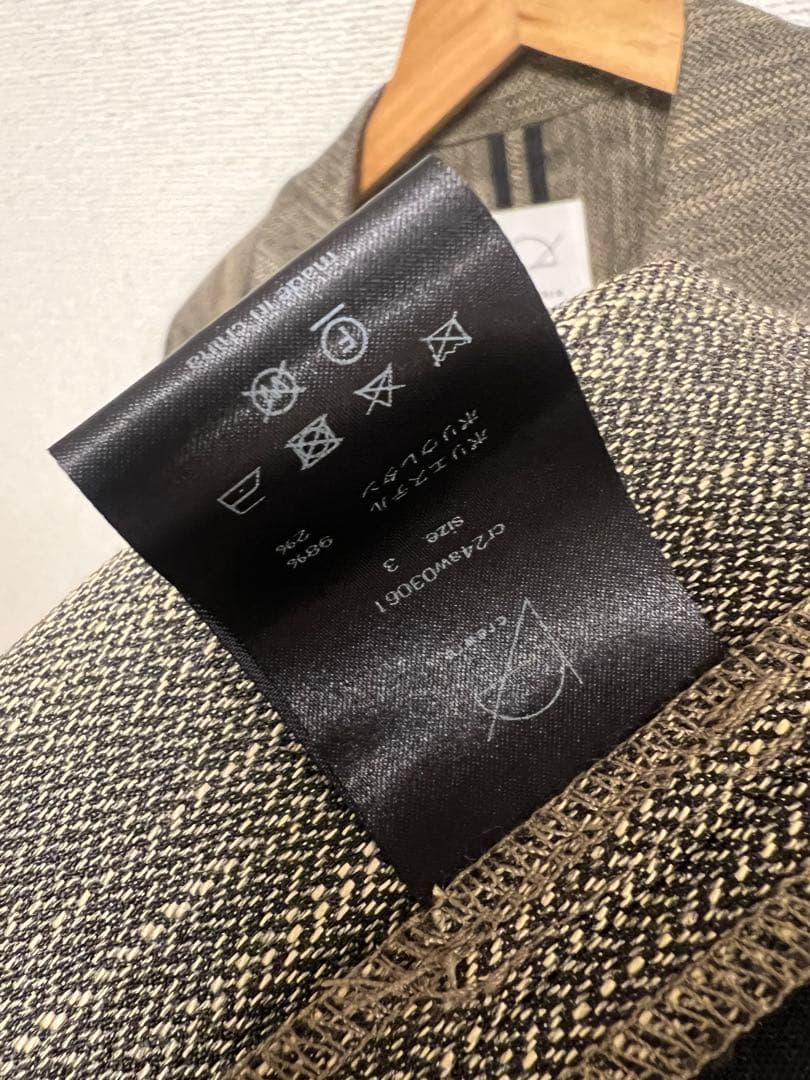 cr24aw03061
size 3
ポリエステル 98%
ポリウレタン 2%
F
W
made in china